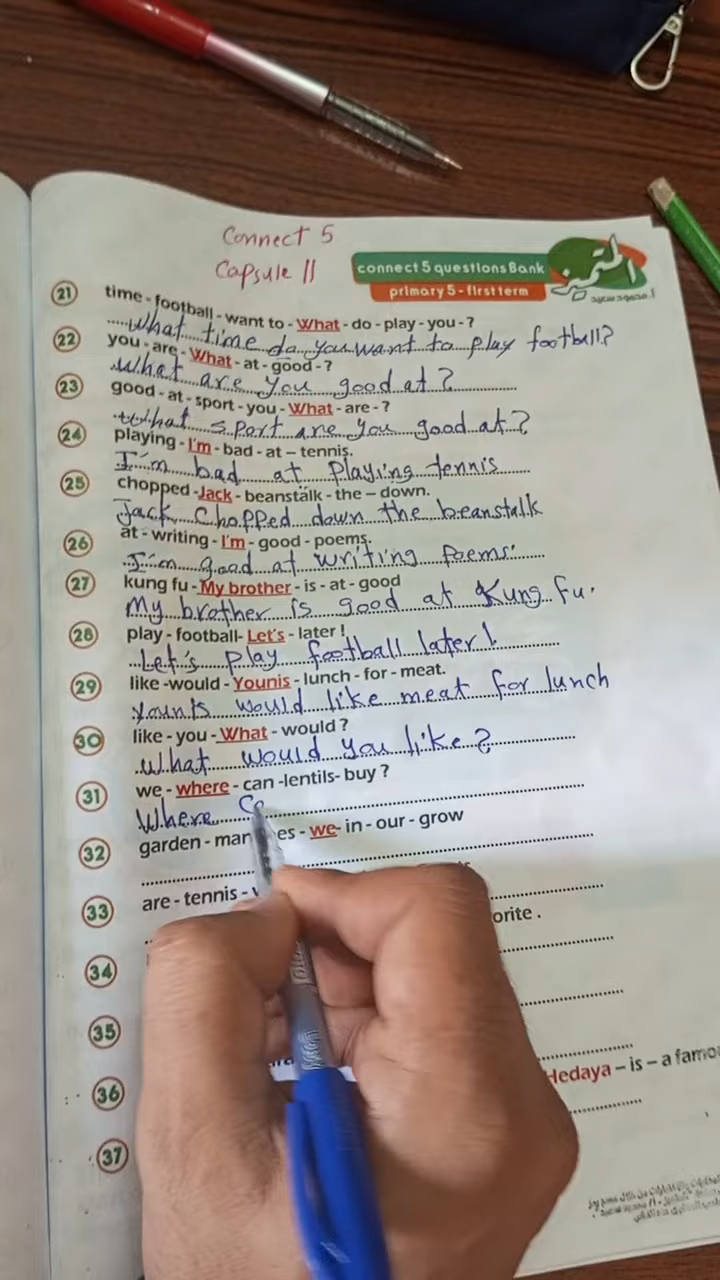 Connect 5
Capsule 11
connect 5 questions Bank
primary 5 - first term
أ. محمود سعيد
21 time - football - want to - What - do - play - you - ?
What time do you want to play football?
22 you - are - What - at - good - ?
What are you good at?
23 good - at - sport - you - What - are - ?
What sport are you good at?
24 playing - I'm - bad - at – tennis.
I'm bad at playing tennis
25 chopped -Jack - beanstalk - the – down.
Jack chopped down the beanstalk
26 at - writing - I'm - good - poems.
I'm good at writing poems.
27 kung fu - My brother - is - at - good
My brother is good at Kung fu.
28 play - football- Let's - later !
Let's play football later!
29 like -would - Younis - lunch - for - meat.
younis would like meat for lunch
30 like - you - What - would ?
What would you like?
31 we - where - can -lentils- buy ?
Where
32 garden - we- in - our - grow
33 are - tennis -
34
35
36 Hedaya – is – a
37